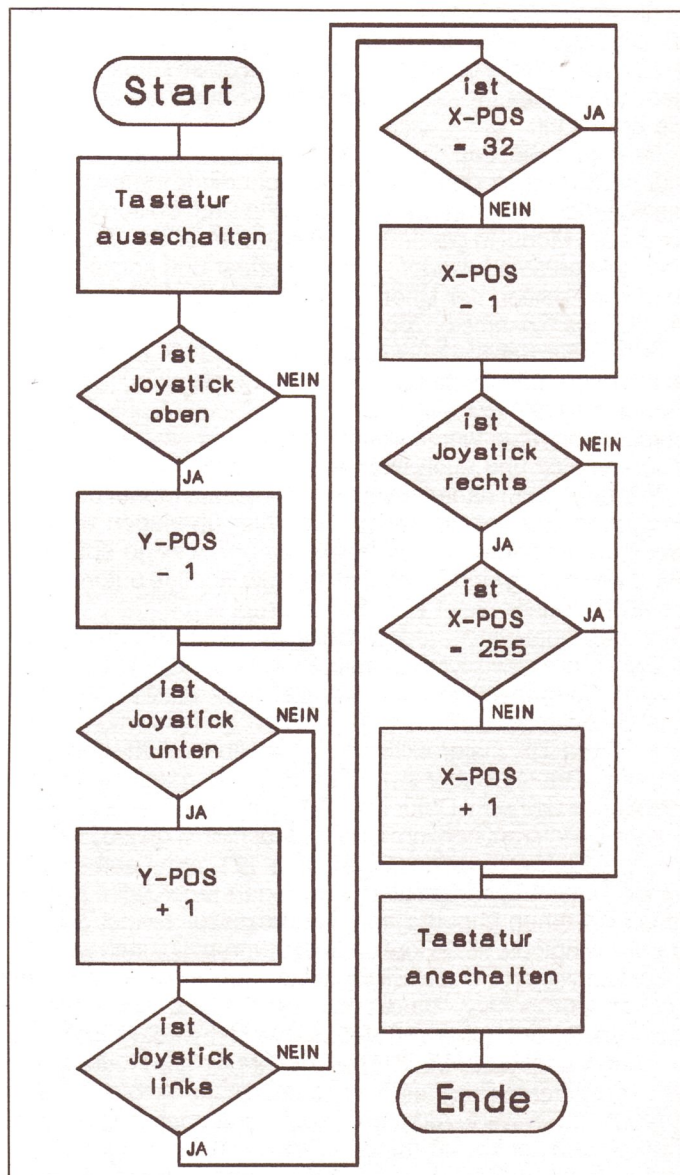 Start
Tastatur
ausschalten
ist
Joystick
oben
NEIN
JA
Y-POS
- 1
ist
Joystick
unten
NEIN
JA
Y-POS
+ 1
ist
Joystick
links
NEIN
JA
ist
X-POS
= 32
JA
NEIN
X-POS
- 1
ist
Joystick
rechts
NEIN
JA
ist
X-POS
= 255
JA
NEIN
X-POS
+ 1
Tastatur
anschalten
Ende